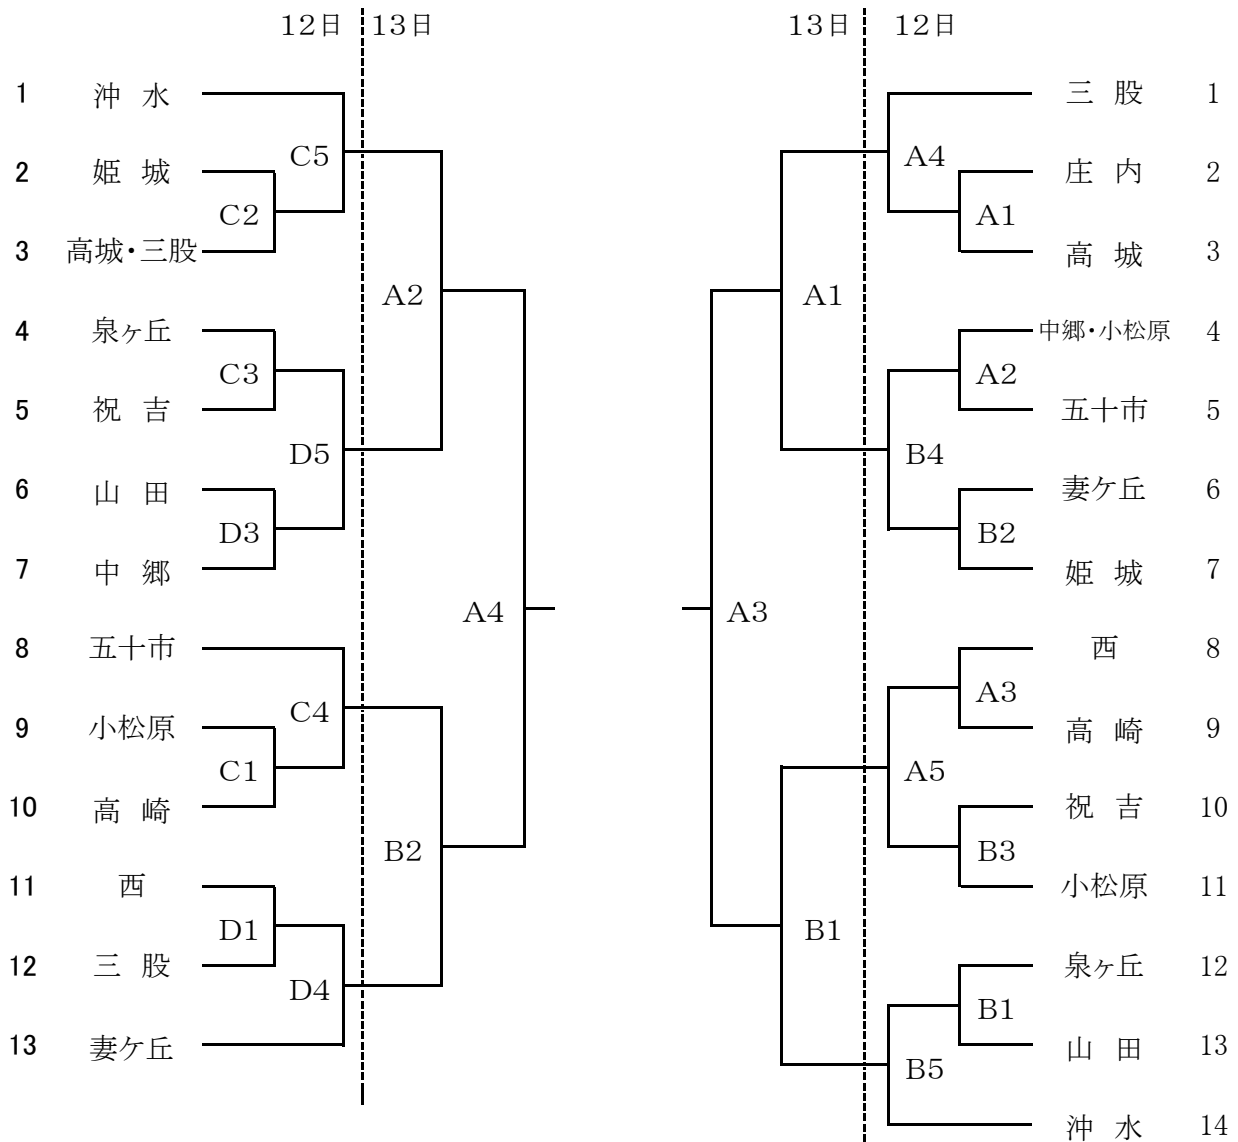 12日 13日
1 沖 水
C5
2 姫 城
C2
3 高城・三股
A2
4 泉ヶ丘
C3
5 祝 吉
D5
6 山 田
D3
7 中 郷
A4
8 五十市
C4
9 小松原
C1
10 高 崎
B2
11 西
D1
12 三 股
D4
13 妻ケ丘
13日 12日
三 股 1
A4
庄 内 2
A1
高 城 3
A1
中郷・小松原 4
A2
五十市 5
B4
妻ケ丘 6
B2
姫 城 7
A3
西 8
A3
高 崎 9
A5
祝 吉 10
B3
小松原 11
B1
泉ヶ丘 12
B1
山 田 13
B5
沖 水 14